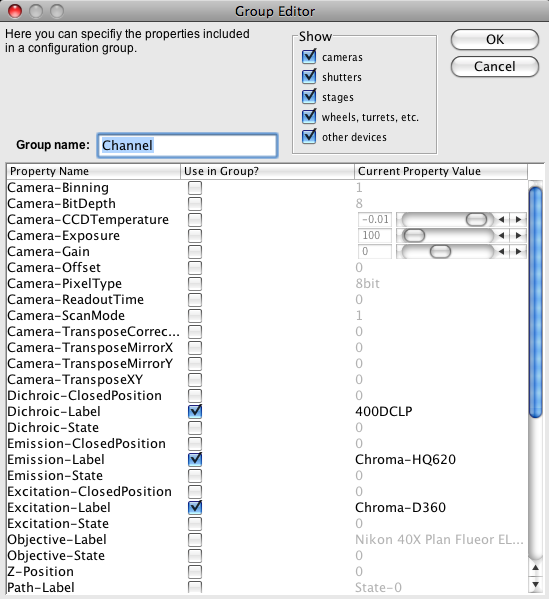 Group Editor
Here you can specifiy the properties included
in a configuration group.
Show
cameras
shutters
stages
wheels, turrets, etc.
other devices
OK
Cancel
Group name: Channel
Property Name Use in Group? Current Property Value
Camera-Binning 1
Camera-BitDepth 8
Camera-CCDTemperature -0.01
Camera-Exposure 100
Camera-Gain 0
Camera-Offset 0
Camera-PixelType 8bit
Camera-ReadoutTime 0
Camera-ScanMode 1
Camera-TransposeCorrec... 0
Camera-TransposeMirrorX 0
Camera-TransposeMirrorY 0
Camera-TransposeXY 0
Dichroic-ClosedPosition 0
Dichroic-Label 400DCLP
Dichroic-State 0
Emission-ClosedPosition 0
Emission-Label Chroma-HQ620
Emission-State 0
Excitation-ClosedPosition 0
Excitation-Label Chroma-D360
Excitation-State 0
Objective-Label Nikon 40X Plan Flueor EL...
Objective-State 0
Z-Position 0
Path-Label State-0